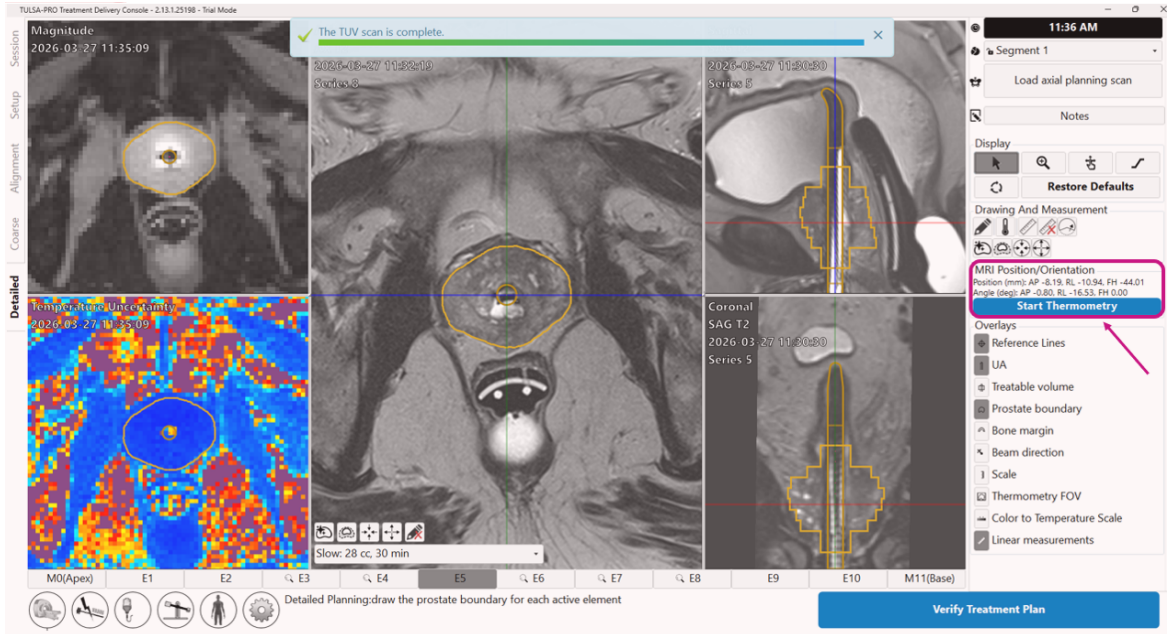 TULSA-PRO Treatment Delivery Console - 2.13.1.25198 - Trial Mode
Session
Setup
Alignment
Coarse
Detailed
Magnitude
2026-03-27 11:35:09
The TUV scan is complete.
2026-03-27 11:32:19
Series 8
2026-03-27 11:30:30
Series 5
Temperature Uncertainty
2026-03-27 11:35:09
Coronal
SAG T2
2026-03-27 11:30:30
Series 5
Slow: 28 cc, 30 min
M0(Apex) E1 E2 E3 E4 E5 E6 E7 E8 E9 E10 M11(Base)
Detailed Planning:draw the prostate boundary for each active element
11:36 AM
Segment 1
Load axial planning scan
Notes
Display
Restore Defaults
Drawing And Measurement
MRI Position/Orientation
Position (mm): AP -8.19, RL -10.94, FH -44.01
Angle (deg): AP -0.80, RL -16.53, FH 0.00
Start Thermometry
Overlays
Reference Lines
UA
Treatable volume
Prostate boundary
Bone margin
Beam direction
Scale
Thermometry FOV
Color to Temperature Scale
Linear measurements
Verify Treatment Plan